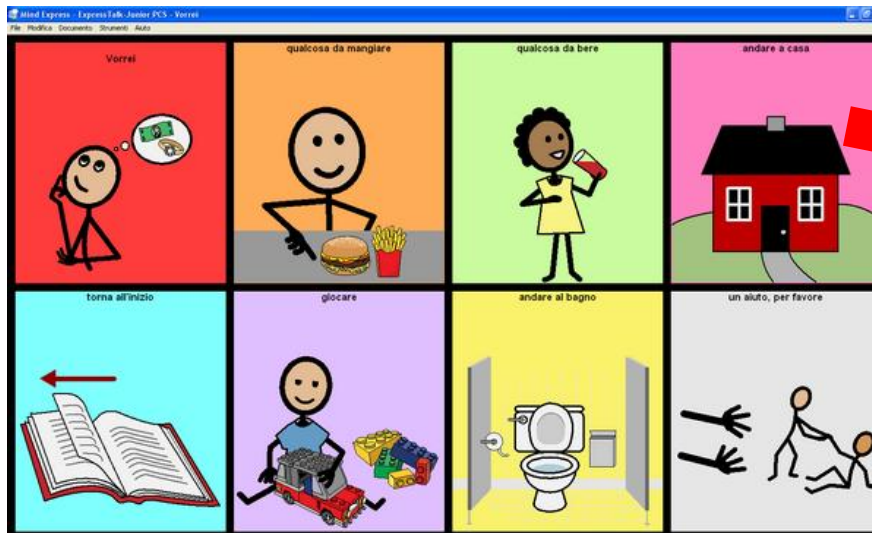 Mind Express - ExpressTalk-Junior PCS - Vorrei
File Modifica Documento Strumenti Aiuto
Vorrei
qualcosa da mangiare
qualcosa da bere
andare a casa
torna all'inizio
giocare
andare al bagno
un aiuto, per favore